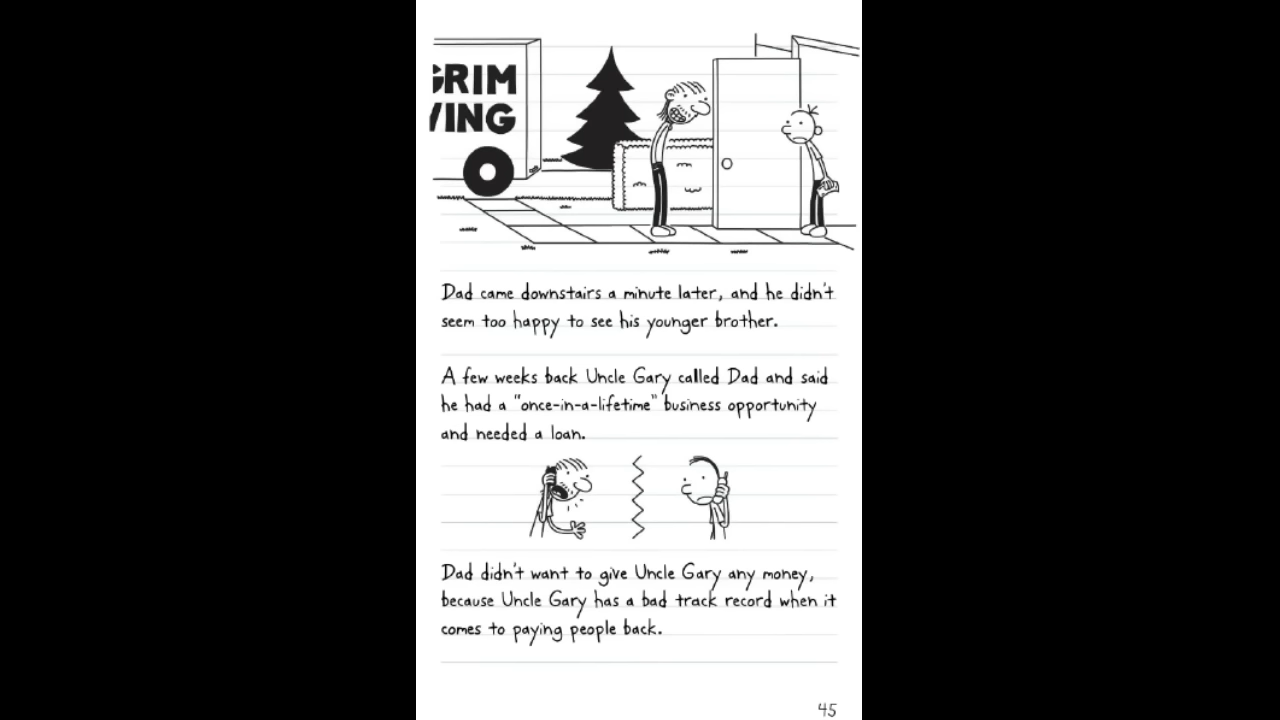 GRIM
VING
Dad came downstairs a minute later, and he didn't
seem too happy to see his younger brother.
A few weeks back Uncle Gary called Dad and said
he had a "once-in-a-lifetime" business opportunity
and needed a loan.
Dad didn't want to give Uncle Gary any money,
because Uncle Gary has a bad track record when it
comes to paying people back.
45